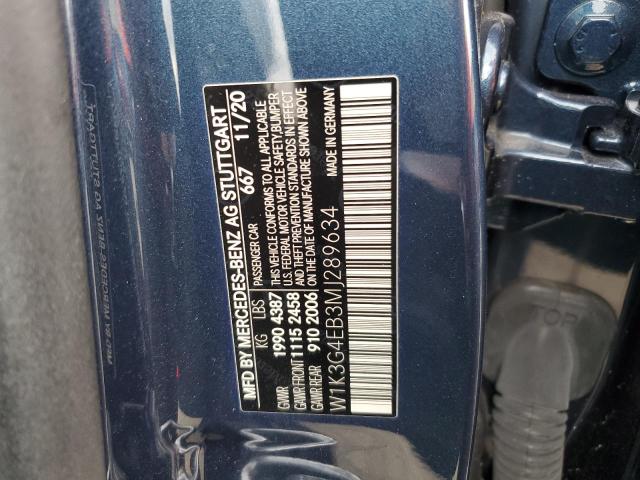 MFD BY MERCEDES-BENZ AG STUTTGART
667 11/20
PASSENGER CAR
THIS VEHICLE CONFORMS TO ALL APPLICABLE
U.S. FEDERAL MOTOR VEHICLE SAFETY,BUMPER
AND THEFT PREVENTION STANDARDS IN EFFECT
ON THE DATE OF MANUFACTURE SHOWN ABOVE
MADE IN GERMANY
KG LBS
GAWR 1990 4387
GAWR FRONT 1115 2458
GAWR REAR 910 2006
W1K3G4EB3MJ289634
TOP